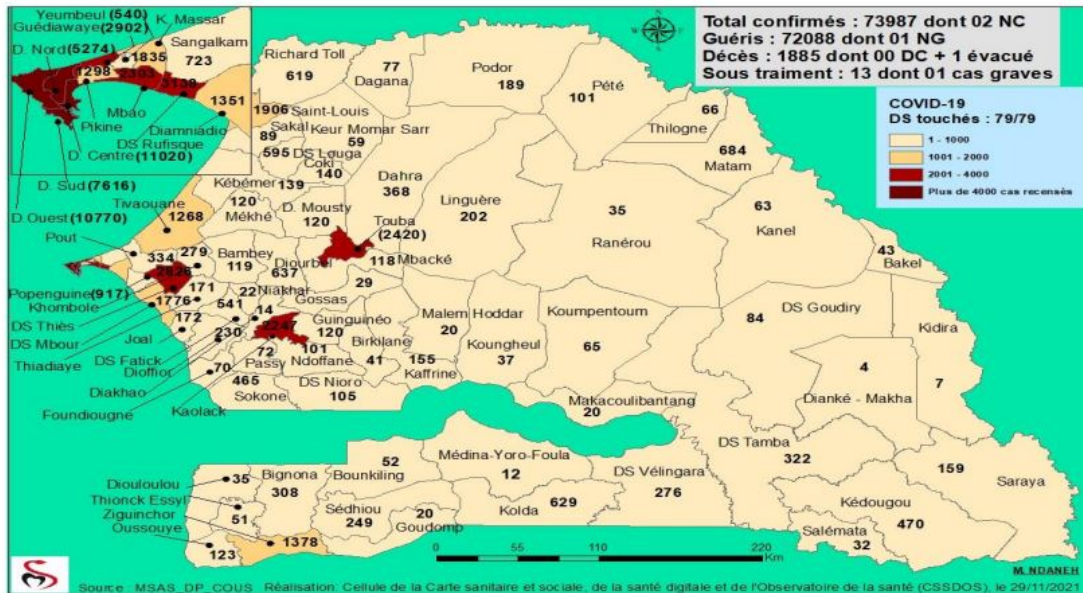 Total confirmés : 73987 dont 02 NC
Guéris : 72088 dont 01 NG
Décès : 1885 dont 00 DC + 1 évacué
Sous traiment : 13 dont 01 cas graves
COVID-19
DS touchés : 79/79
1 - 1000
1001 - 2000
2001 - 4000
Plus de 4000 cas recensés
Yeumbeul (540)
Guédiawaye (2902)
K. Massar
D. Nord (5274)
1835
Sangalkam
723
1298
2303
3138
1351
Mbao
Pikine
Diamniadio
DS Rufisque
D. Centre (11020)
D. Sud (7616)
D.Ouest (10770)
Richard Toll
619
77
Dagana
Podor
189
Pété
101
66
Thilogne
684
Matam
1906
Saint-Louis
89
Sakal
Keur Momar Sarr
59
595
DS Louga
Coki
140
Dahra
368
Linguère
202
35
Ranérou
63
Kanel
43
Bakel
Kébémer
139
120
Mékhé
D. Mousty
120
Touba
(2420)
Tivaouane
1268
Pout
334
279
Bambey
119
Diourbel
637
118
Mbacké
29
2826
171
22
Niakhar
Gossas
Popenguine (917)
Khombole
1776
541
14
172
230
2247
Guinguinéo
120
DS Thiès
DS Mbour
Joal
Thiadiaye
DS Fatick
Dioffior
Diakhao
Foundiougne
Kaolack
70
72
Passy
101
Ndoffane
Birkilane
41
155
Kaffrine
Malem Hoddar
20
Koungheul
37
Koumpentoum
65
465
Sokone
DS Nioro
105
Makacoulibantang
20
DS Goudiry
84
Kidira
7
4
Dianké - Makha
DS Tamba
322
159
Saraya
Kédougou
470
Salémata
32
Médina-Yoro-Foula
12
DS Vélingara
276
629
Kolda
52
Bounkiling
Bignona
308
Sédhiou
249
20
Goudomp
Diouloulou
35
Thionck Essyl
51
Ziguinchor
1378
Oussouye
123
0 55 110 220
Km
M. NDANEH
Source : MSAS_DP_COUS Réalisation: Cellule de la Carte sanitaire et sociale, de la santé digitale et de l'Observatoire de la santé (CSSDOS), le 29/11/2021